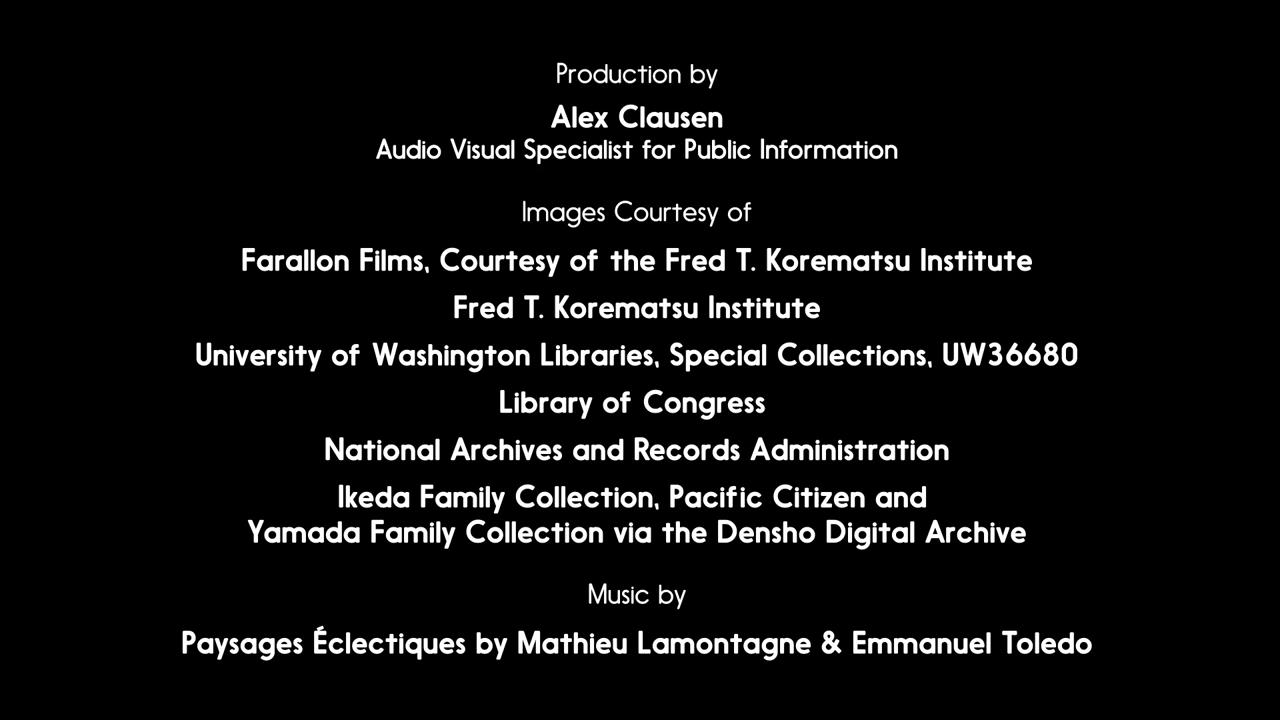 Production by
Alex Clausen
Audio Visual Specialist for Public Information
Images Courtesy of
Farallon Films, Courtesy of the Fred T. Korematsu Institute
Fred T. Korematsu Institute
University of Washington Libraries, Special Collections, UW36680
Library of Congress
National Archives and Records Administration
Ikeda Family Collection, Pacific Citizen and
Yamada Family Collection via the Densho Digital Archive
Music by
Paysages Éclectiques by Mathieu Lamontagne & Emmanuel Toledo